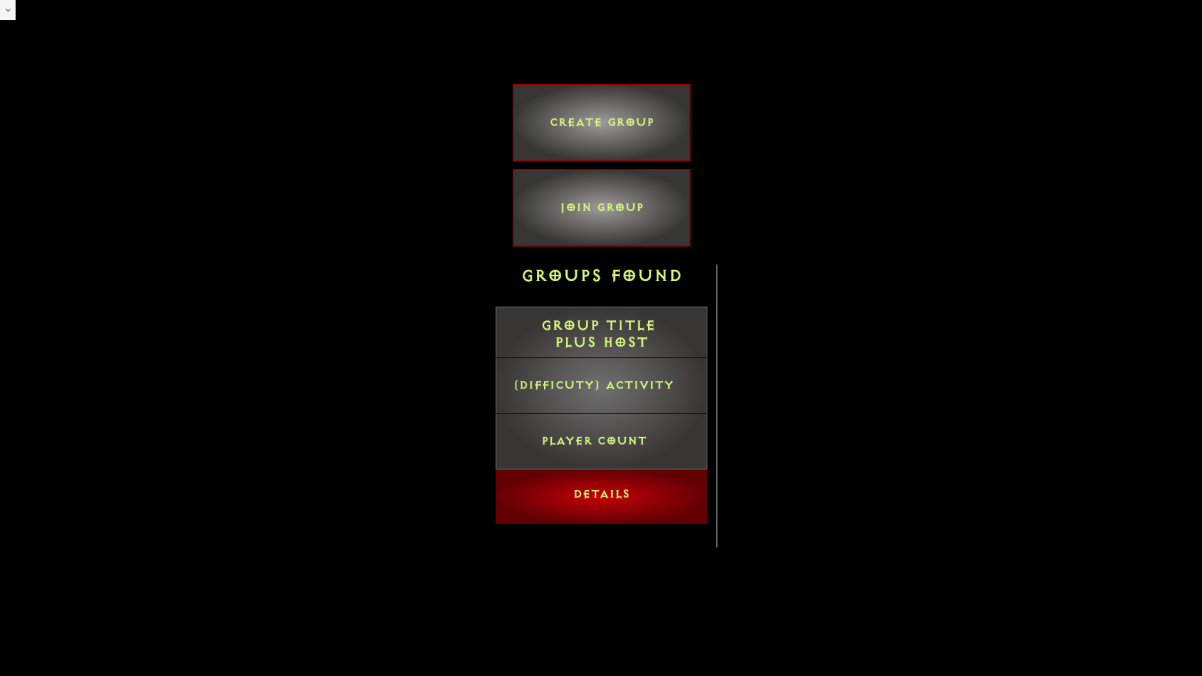 CREATE GROUP
JOIN GROUP
GROUPS FOUND
GROUP TITLE
PLUS HOST
(DIFFICUTY) ACTIVITY
PLAYER COUNT
DETAILS